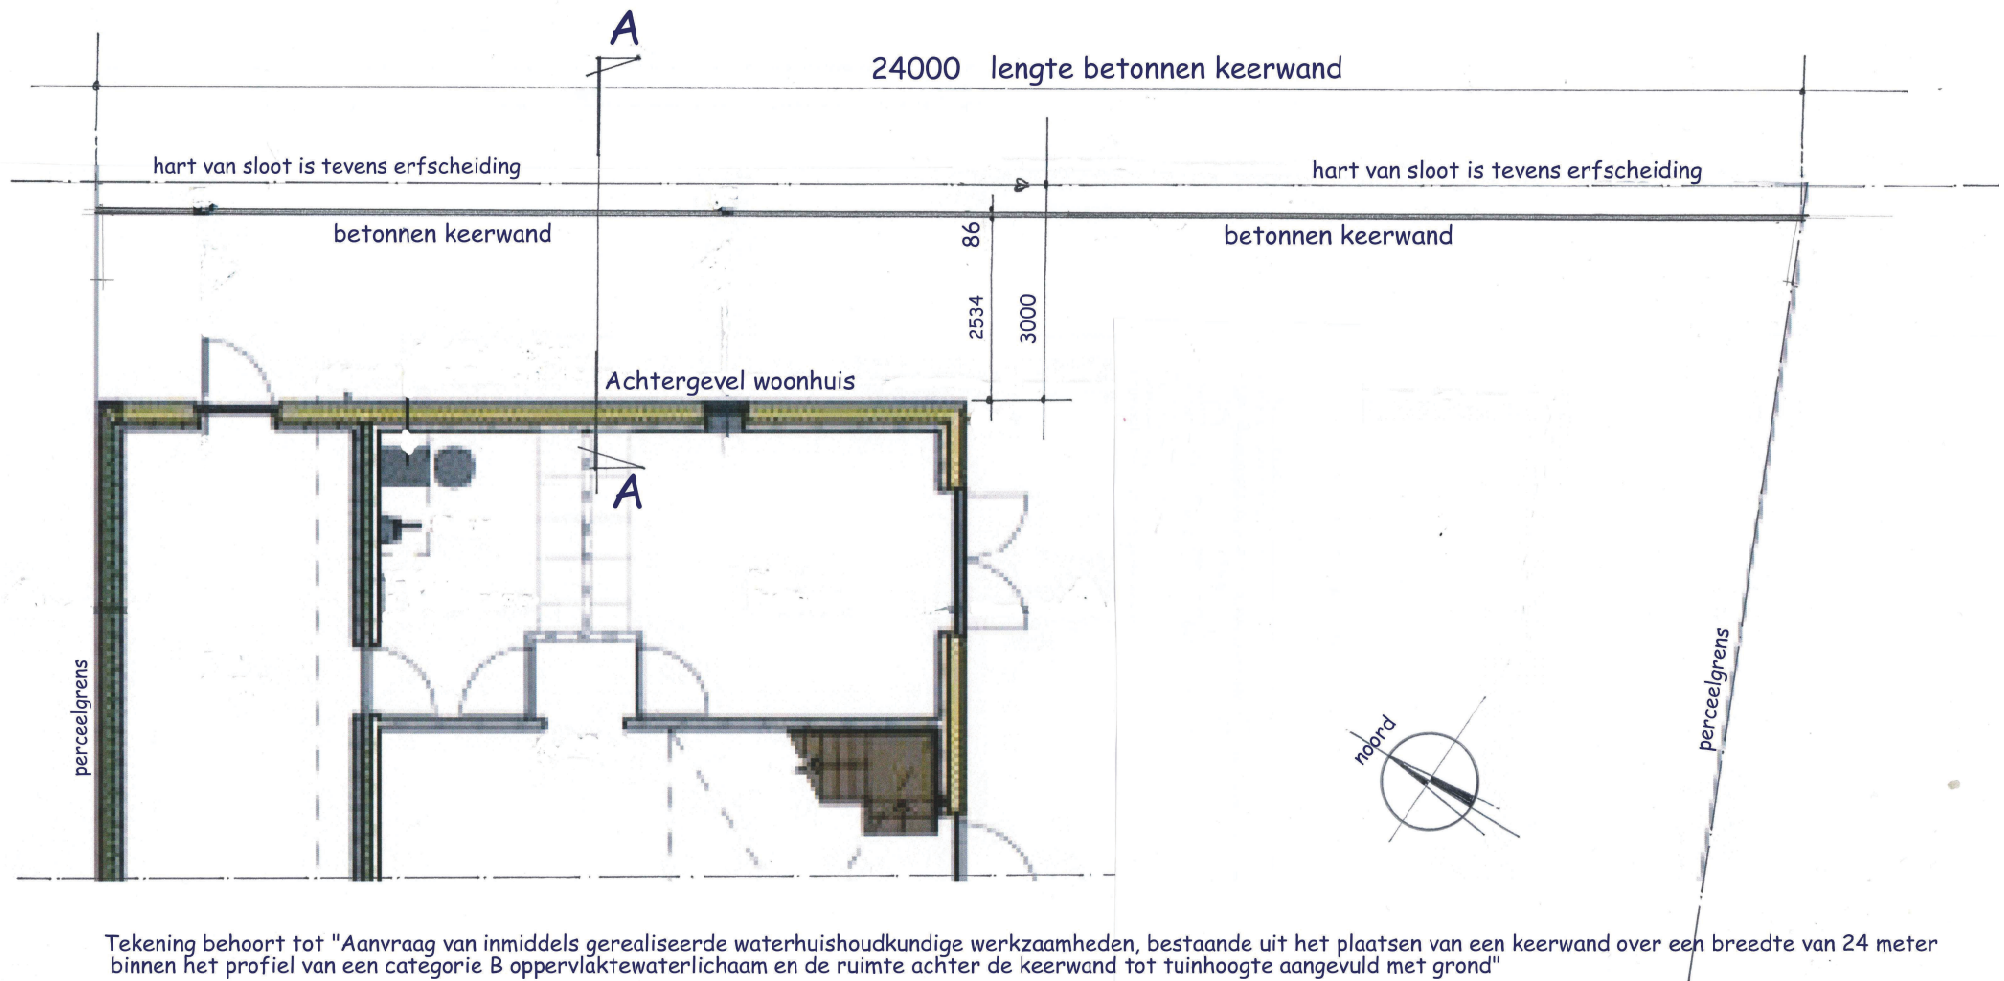 A
24000 lengte betonnen keerwand
hart van sloot is tevens erfscheiding
hart van sloot is tevens erfscheiding
betonnen keerwand
86
betonnen keerwand
2534
3000
Achtergevel woonhuis
A
perceelgrens
perceelgrens
noord
Tekening behoort tot "Aanvraag van inmiddels gerealiseerde waterhuishoudkundige werkzaamheden, bestaande uit het plaatsen van een keerwand over een breedte van 24 meter
binnen het profiel van een categorie B oppervlaktewaterlichaam en de ruimte achter de keerwand tot tuinhoogte aangevuld met grond"